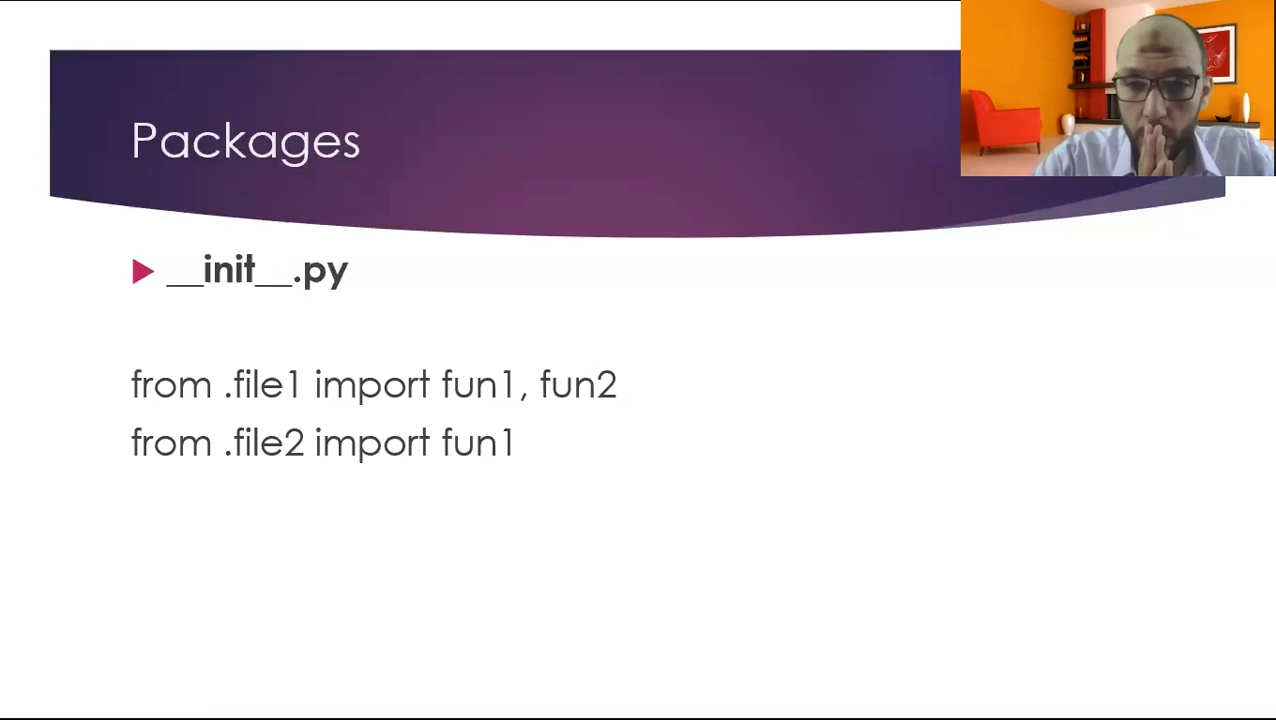 Packages
__init__.py
from .file1 import fun1, fun2
from .file2 import fun1